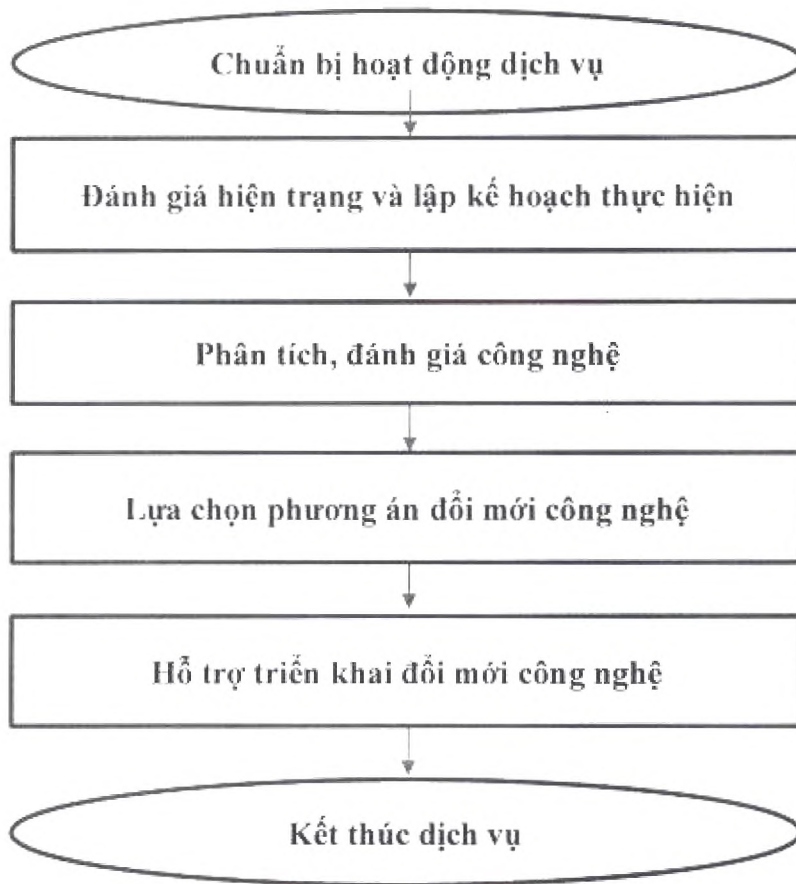 Chuẩn bị hoạt động dịch vụ
Đánh giá hiện trạng và lập kế hoạch thực hiện
Phân tích, đánh giá công nghệ
Lựa chọn phương án đổi mới công nghệ
Hỗ trợ triển khai đổi mới công nghệ
Kết thúc dịch vụ